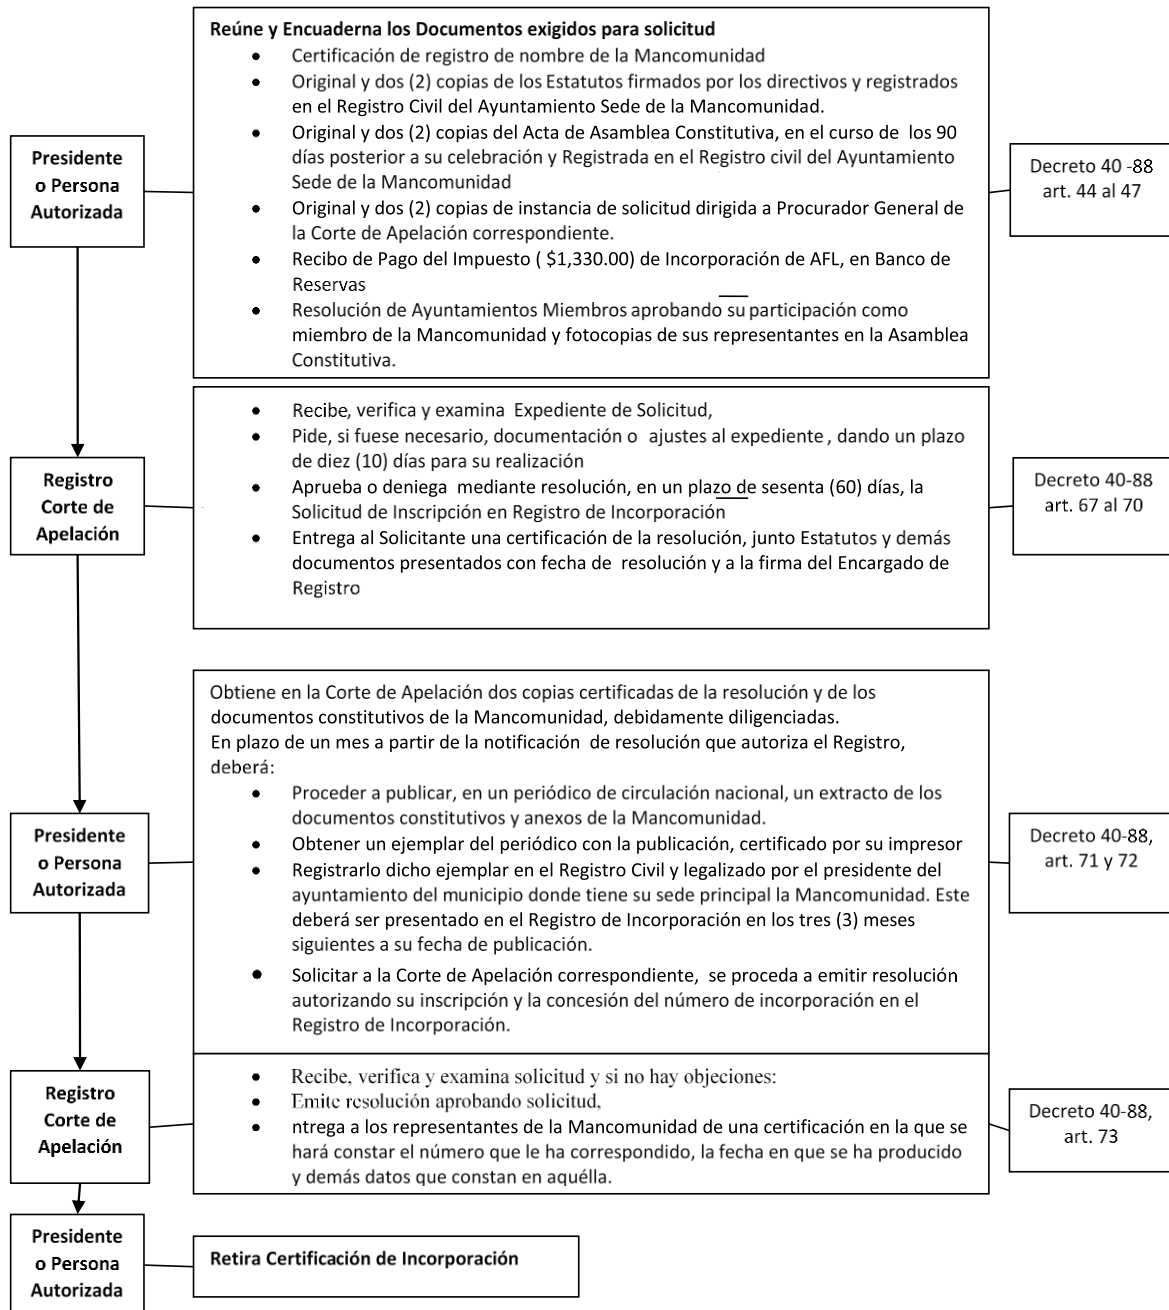 Reúne y Encuaderna los Documentos exigidos para solicitud
• Certificación de registro de nombre de la Mancomunidad
• Original y dos (2) copias de los Estatutos firmados por los directivos y registrados
en el Registro Civil del Ayuntamiento Sede de la Mancomunidad.
• Original y dos (2) copias del Acta de Asamblea Constitutiva, en el curso de los 90
días posterior a su celebración y Registrada en el Registro civil del Ayuntamiento
Sede de la Mancomunidad
• Original y dos (2) copias de instancia de solicitud dirigida a Procurador General de
la Corte de Apelación correspondiente.
• Recibo de Pago del Impuesto ( $1,330.00) de Incorporación de AFL, en Banco de
Reservas
• Resolución de Ayuntamientos Miembros aprobando su participación como
miembro de la Mancomunidad y fotocopias de sus representantes en la Asamblea
Constitutiva.
Presidente
o Persona
Autorizada
Decreto 40 -88
art. 44 al 47
• Recibe, verifica y examina Expediente de Solicitud,
• Pide, si fuese necesario, documentación o ajustes al expediente , dando un plazo
de diez (10) días para su realización
• Aprueba o deniega mediante resolución, en un plazo de sesenta (60) días, la
Solicitud de Inscripción en Registro de Incorporación
• Entrega al Solicitante una certificación de la resolución, junto Estatutos y demás
documentos presentados con fecha de resolución y a la firma del Encargado de
Registro
Registro
Corte de
Apelación
Decreto 40-88
art. 67 al 70
Obtiene en la Corte de Apelación dos copias certificadas de la resolución y de los
documentos constitutivos de la Mancomunidad, debidamente diligenciadas.
En plazo de un mes a partir de la notificación de resolución que autoriza el Registro,
deberá:
• Proceder a publicar, en un periódico de circulación nacional, un extracto de los
documentos constitutivos y anexos de la Mancomunidad.
• Obtener un ejemplar del periódico con la publicación, certificado por su impresor
• Registrarlo dicho ejemplar en el Registro Civil y legalizado por el presidente del
ayuntamiento del municipio donde tiene su sede principal la Mancomunidad. Este
deberá ser presentado en el Registro de Incorporación en los tres (3) meses
siguientes a su fecha de publicación.
• Solicitar a la Corte de Apelación correspondiente, se proceda a emitir resolución
autorizando su inscripción y la concesión del número de incorporación en el
Registro de Incorporación.
Presidente
o Persona
Autorizada
Decreto 40-88,
art. 71 y 72
• Recibe, verifica y examina solicitud y si no hay objeciones:
• Emite resolución aprobando solicitud,
• ntrega a los representantes de la Mancomunidad de una certificación en la que se
hará constar el número que le ha correspondido, la fecha en que se ha producido
y demás datos que constan en aquélla.
Registro
Corte de
Apelación
Decreto 40-88,
art. 73
Presidente
o Persona
Autorizada
Retira Certificación de Incorporación